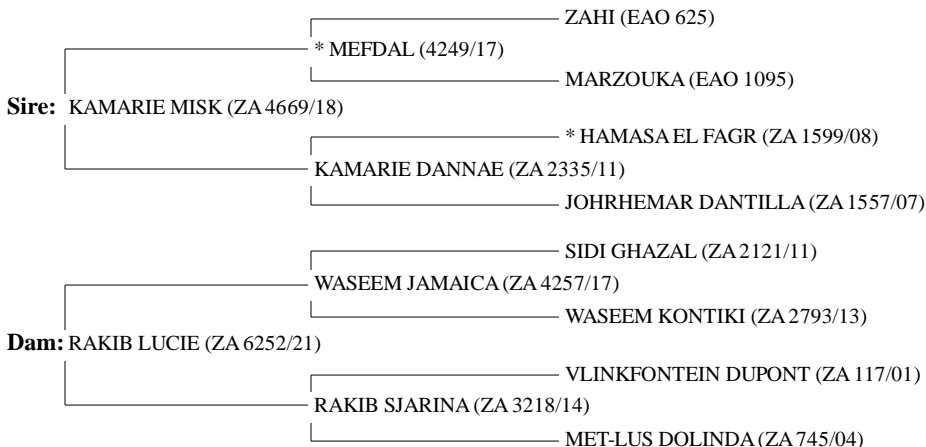 ZAHI (EAO 625)
* MEFDAL (4249/17)
MARZOUKA (EAO 1095)
Sire: KAMARIE MISK (ZA 4669/18)
* HAMASA EL FAGR (ZA 1599/08)
KAMARIE DANNAE (ZA 2335/11)
JOHRHEMAR DANTILLA (ZA 1557/07)
SIDI GHAZAL (ZA 2121/11)
WASEEM JAMAICA (ZA 4257/17)
WASEEM KONTIKI (ZA 2793/13)
Dam: RAKIB LUCIE (ZA 6252/21)
VLINKFONTEIN DUPONT (ZA 117/01)
RAKIB SJARINA (ZA 3218/14)
MET-LUS DOLINDA (ZA 745/04)